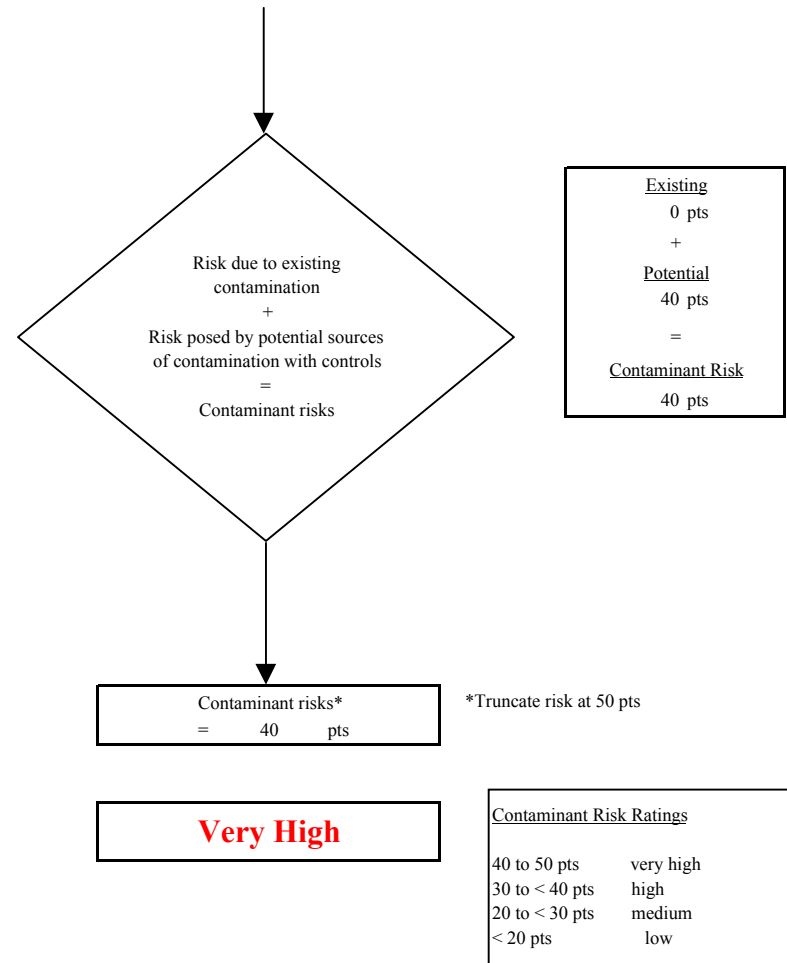 Risk due to existing
contamination
+
Risk posed by potential sources
of contamination with controls
=
Contaminant risks
Existing
0 pts
+
Potential
40 pts
=
Contaminant Risk
40 pts
Contaminant risks*
= 40 pts
*Truncate risk at 50 pts
Very High
Contaminant Risk Ratings
40 to 50 pts very high
30 to < 40 pts high
20 to < 30 pts medium
< 20 pts low